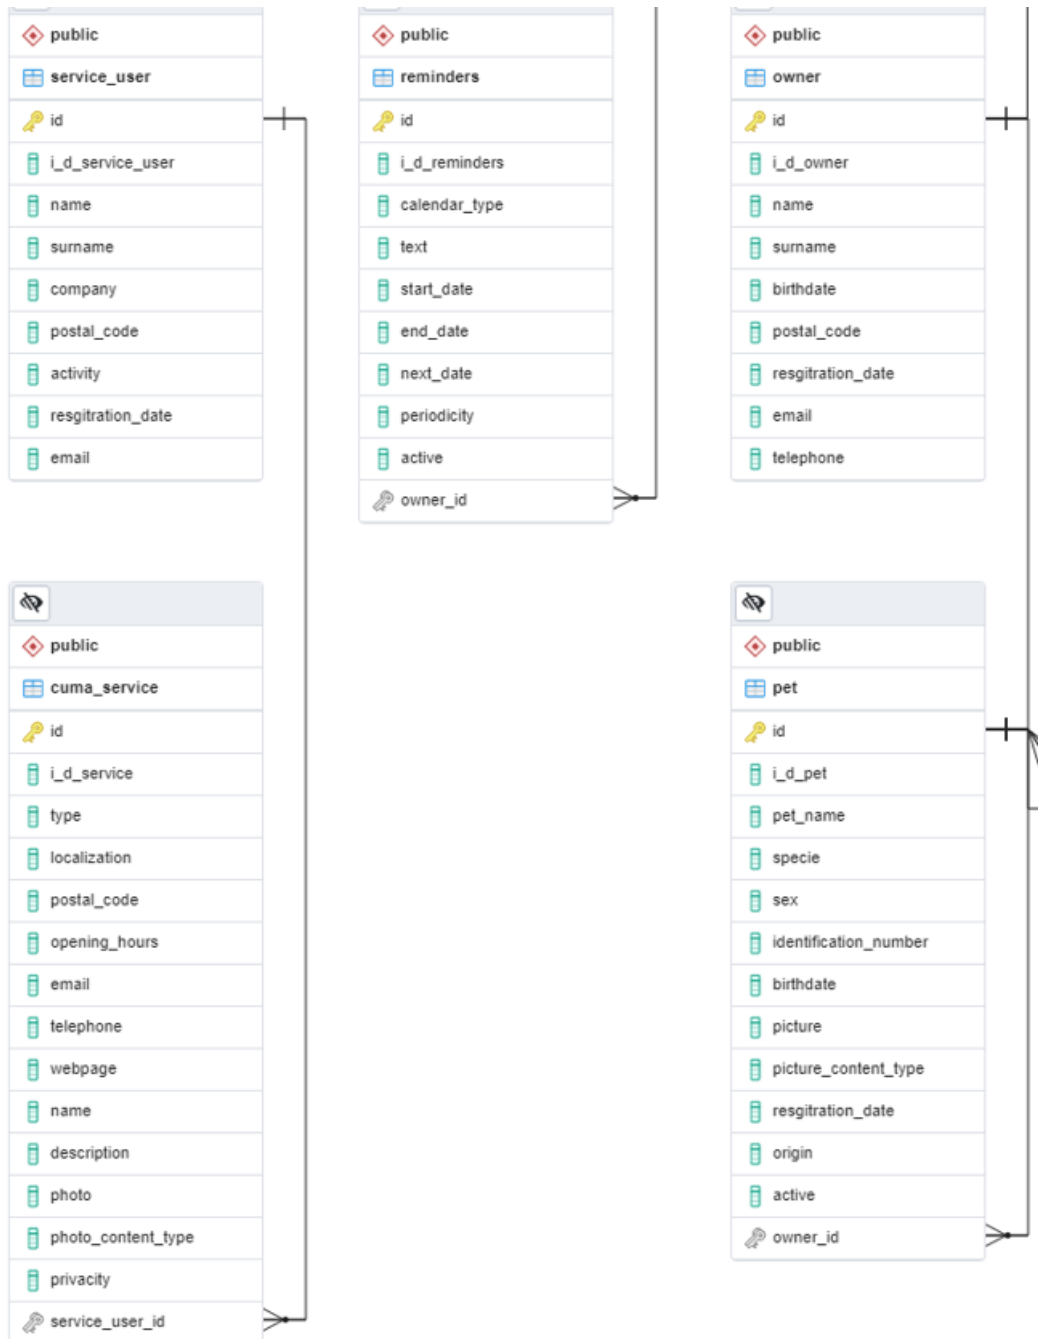 public
service_user
id
i_d_service_user
name
surname
company
postal_code
activity
resgitration_date
email
public
reminders
id
i_d_reminders
calendar_type
text
start_date
end_date
next_date
periodicity
active
owner_id
public
owner
id
i_d_owner
name
surname
birthdate
postal_code
resgitration_date
email
telephone
public
cuma_service
id
i_d_service
type
localization
postal_code
opening_hours
email
telephone
webpage
name
description
photo
photo_content_type
privacity
service_user_id
public
pet
id
i_d_pet
pet_name
specie
sex
identification_number
birthdate
picture
picture_content_type
resgitration_date
origin
active
owner_id